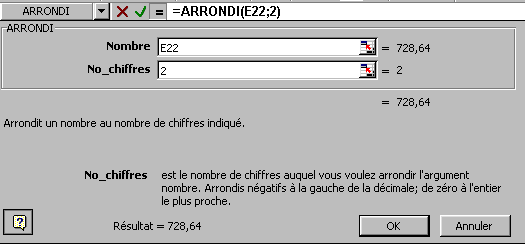 ARRONDI =ARRONDI(E22;2)
ARRONDI
Nombre E22 = 728,64
No_chiffres 2 = 2
= 728,64
Arrondit un nombre au nombre de chiffres indiqué.
No_chiffres est le nombre de chiffres auquel vous voulez arrondir l'argument
nombre. Arrondis négatifs à la gauche de la décimale; de zéro à l'entier
le plus proche.
? Résultat = 728,64 OK Annuler